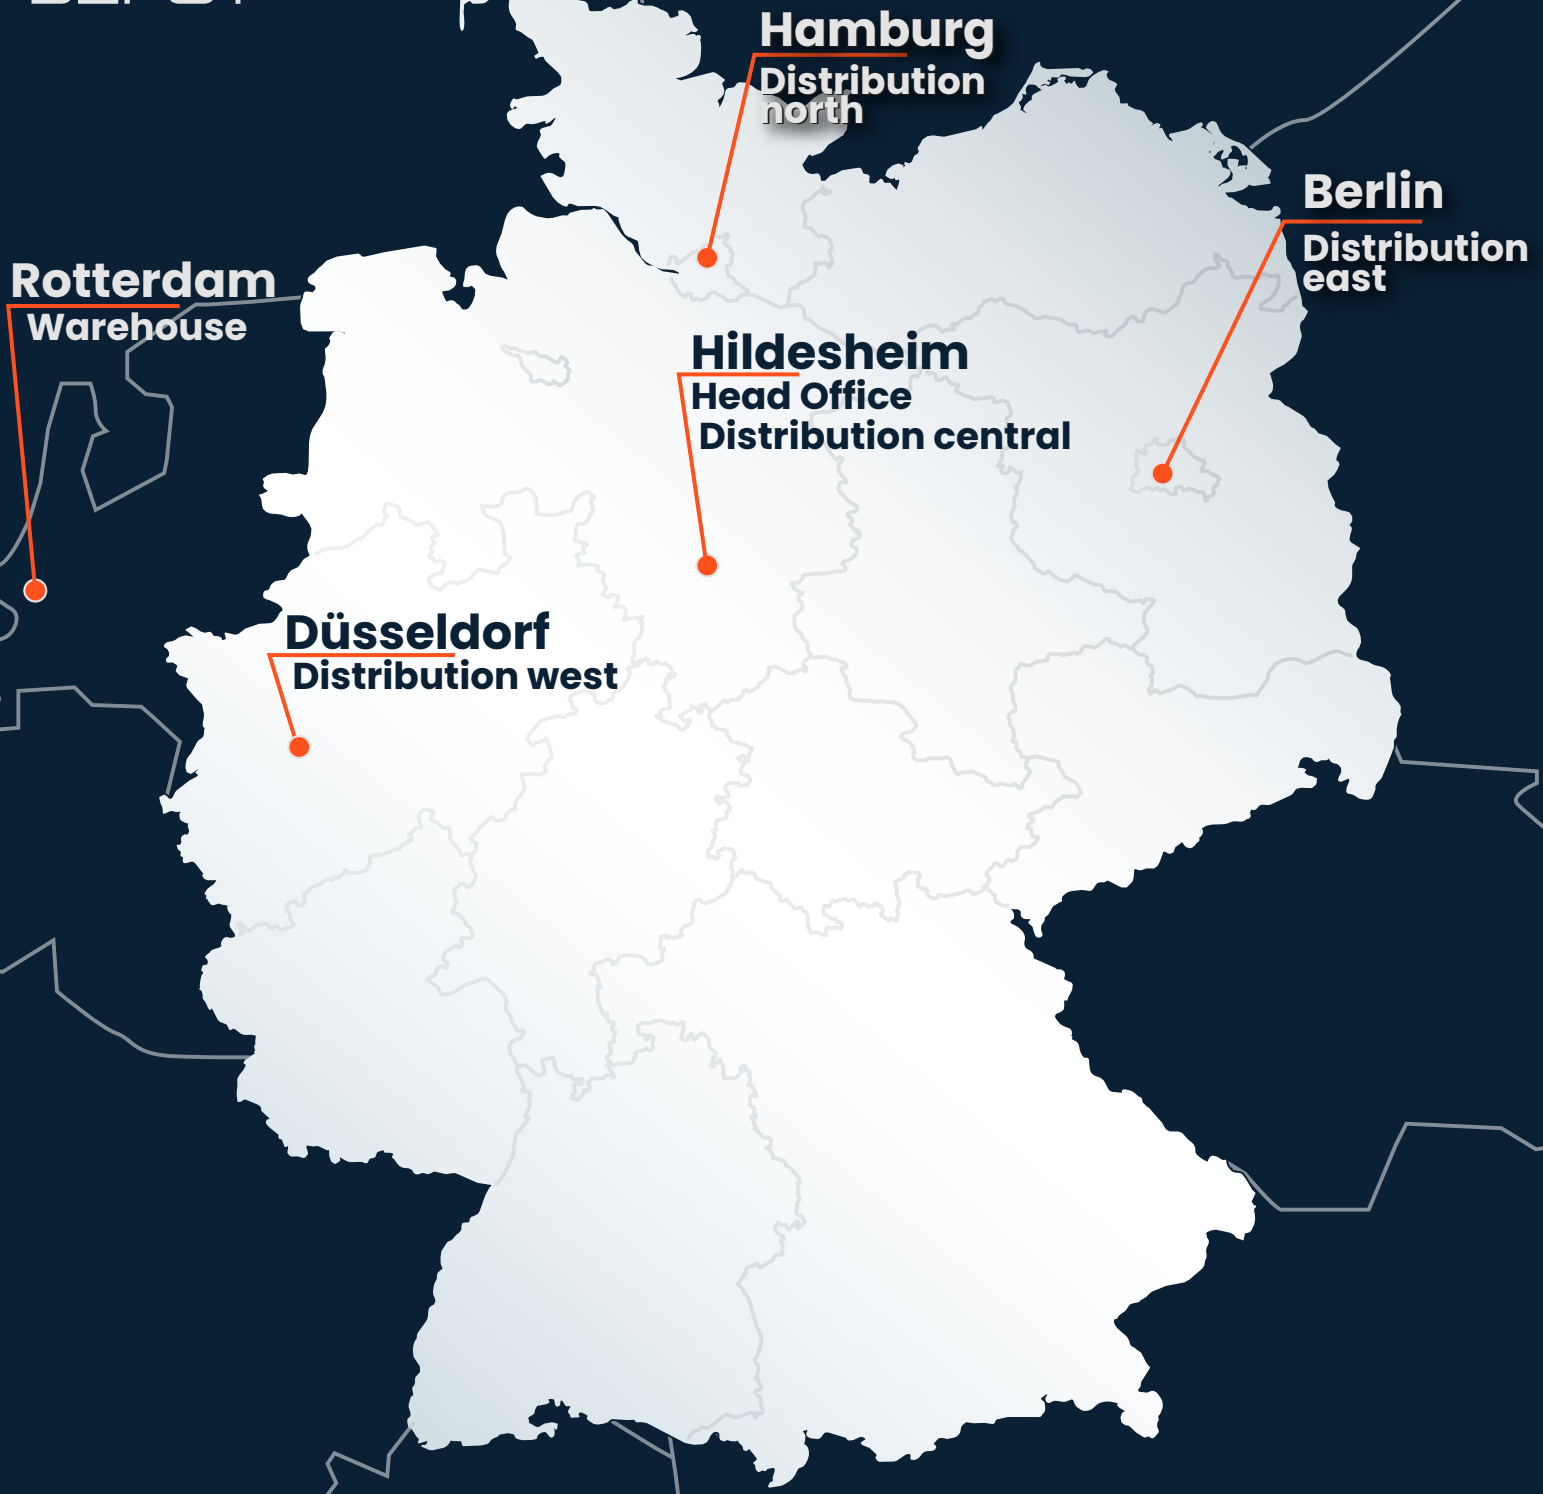 Hamburg
Distribution
north
Berlin
Distribution
east
Rotterdam
Warehouse
Hildesheim
Head Office
Distribution central
Düsseldorf
Distribution west